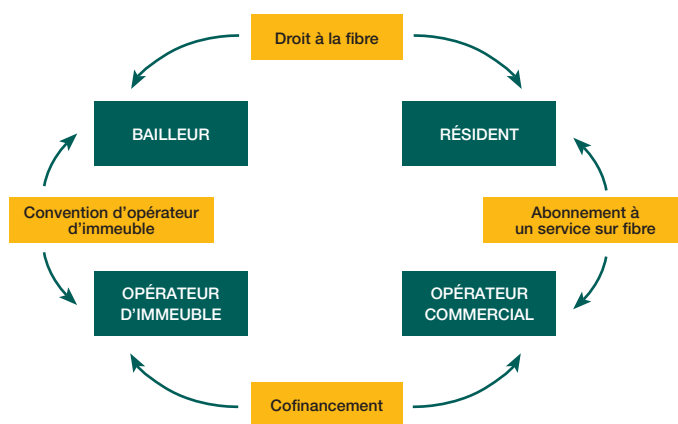 Droit à la fibre
BAILLEUR
RÉSIDENT
Convention d’opérateur
d’immeuble
Abonnement à
un service sur fibre
OPÉRATEUR
D’IMMEUBLE
OPÉRATEUR
COMMERCIAL
Cofinancement